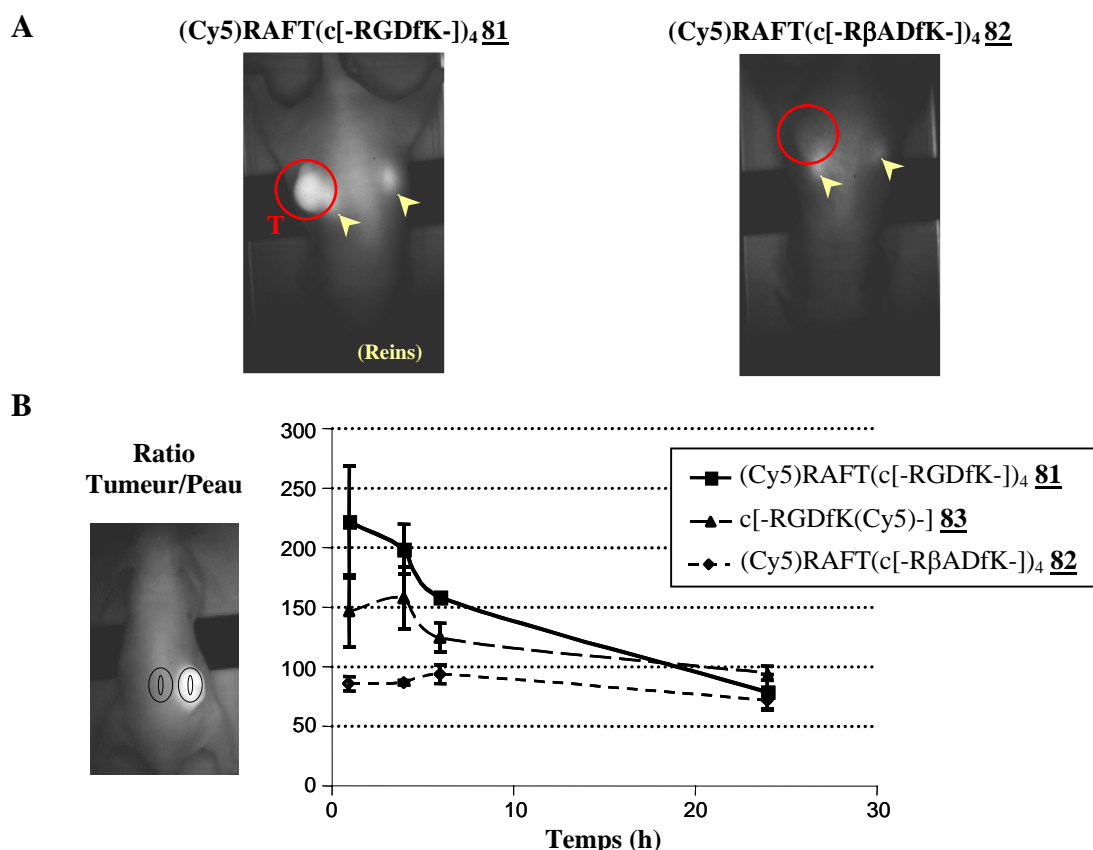 A
(Cy5)RAFT(c[-RGDfK-])₄ 81
(Cy5)RAFT(c[-RβADfK-])₄ 82
T
(Reins)
B
Ratio
Tumeur/Peau
300
250
200
150
100
50
0
0 10 20 30
Temps (h)
(Cy5)RAFT(c[-RGDfK-])₄ 81
c[-RGDfK(Cy5)-] 83
(Cy5)RAFT(c[-RβADfK-])₄ 82